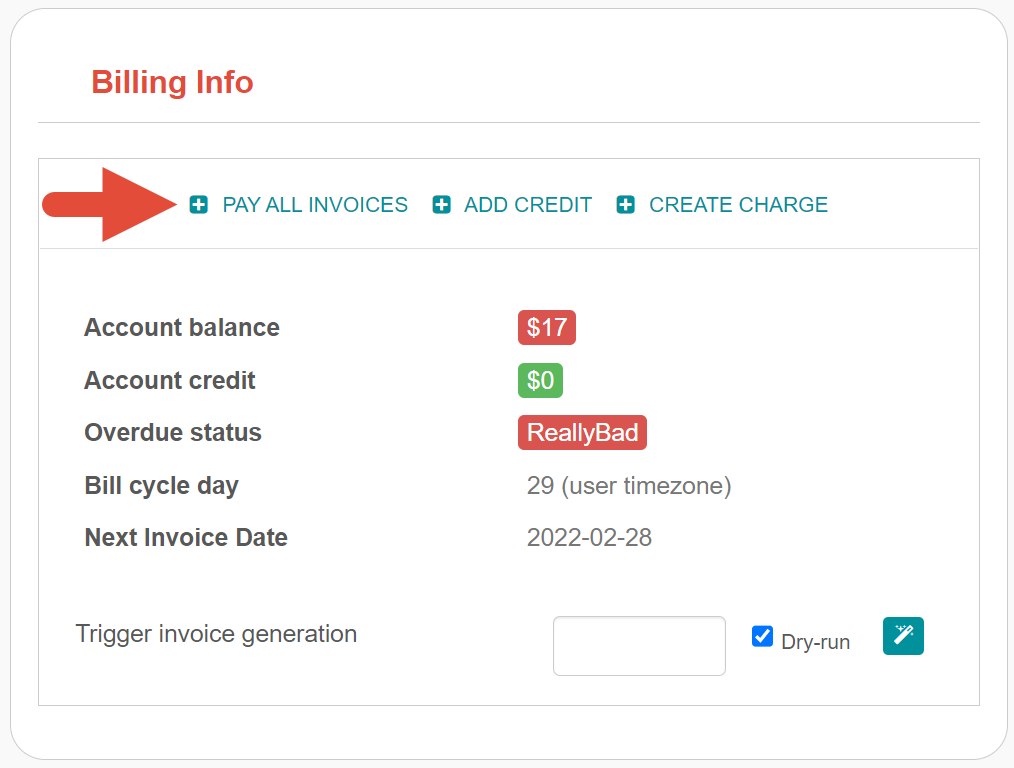 Billing Info
PAY ALL INVOICES ADD CREDIT CREATE CHARGE
Account balance $17
Account credit $0
Overdue status ReallyBad
Bill cycle day 29 (user timezone)
Next Invoice Date 2022-02-28
Trigger invoice generation Dry-run